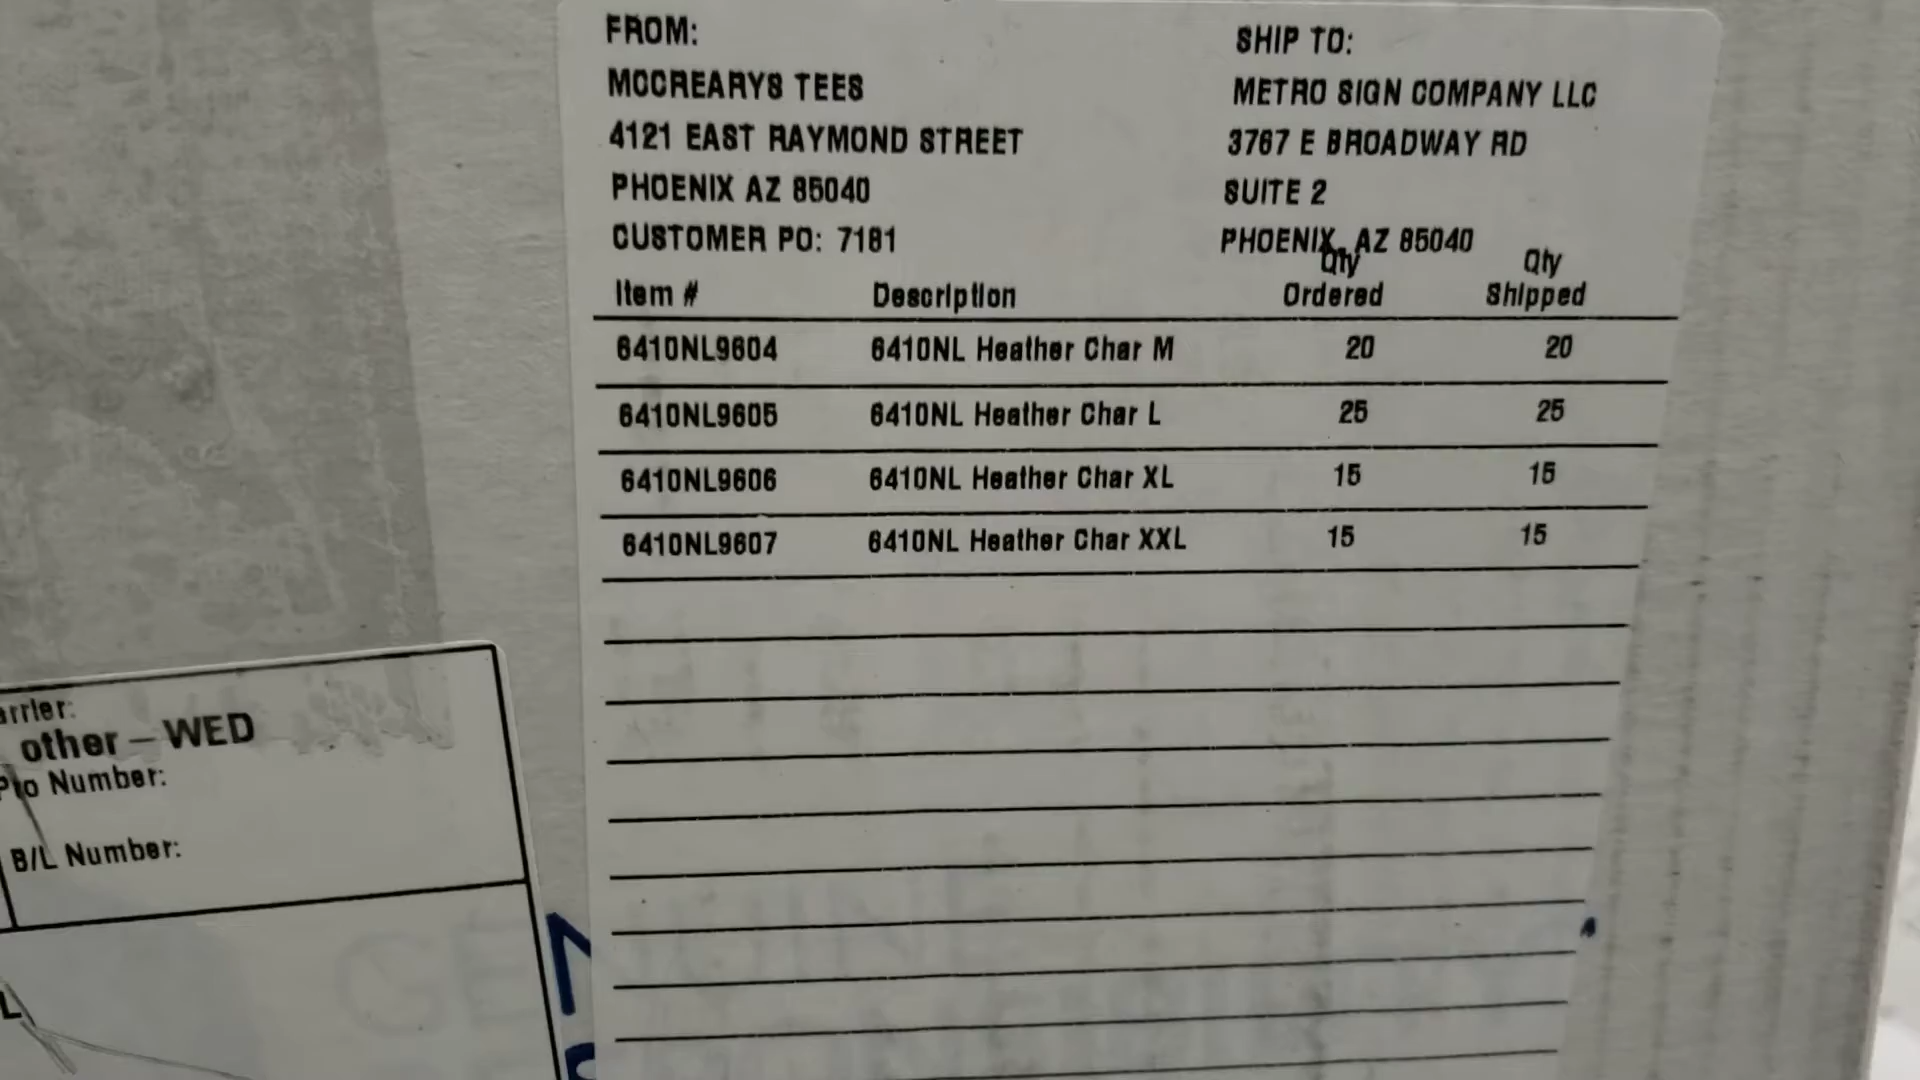 FROM:
MCCREARYS TEES
4121 EAST RAYMOND STREET
PHOENIX AZ 85040
CUSTOMER PO: 7181
SHIP TO:
METRO SIGN COMPANY LLC
3767 E BROADWAY RD
SUITE 2
PHOENIX, AZ 85040
Item # Description Qty Ordered Qty Shipped
6410NL9604 6410NL Heather Char M 20 20
6410NL9605 6410NL Heather Char L 25 25
6410NL9606 6410NL Heather Char XL 15 15
6410NL9607 6410NL Heather Char XXL 15 15
arrier:
other - WED
Pro Number:
B/L Number: